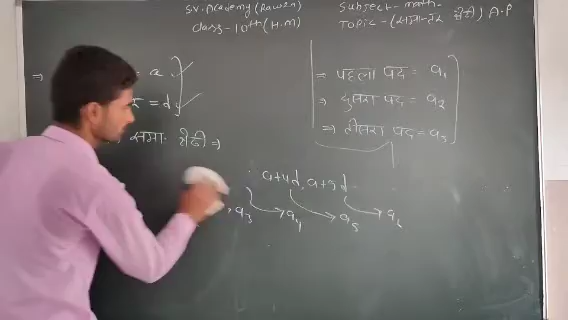 S.V. Academy (Rawan)
Class - 10th (H.M)
Subject - math
TOPIC - (समान्तर श्रेढ़ी) A.P
⇒ a
= d
समा. श्रेढ़ी ⇒
⇒ पहला पद = a₁
⇒ दुसरा पद = a₂
⇒ तीसरा पद = a₃
a+4d, a+5d
a₃ → a₄ → a₅ → a₆